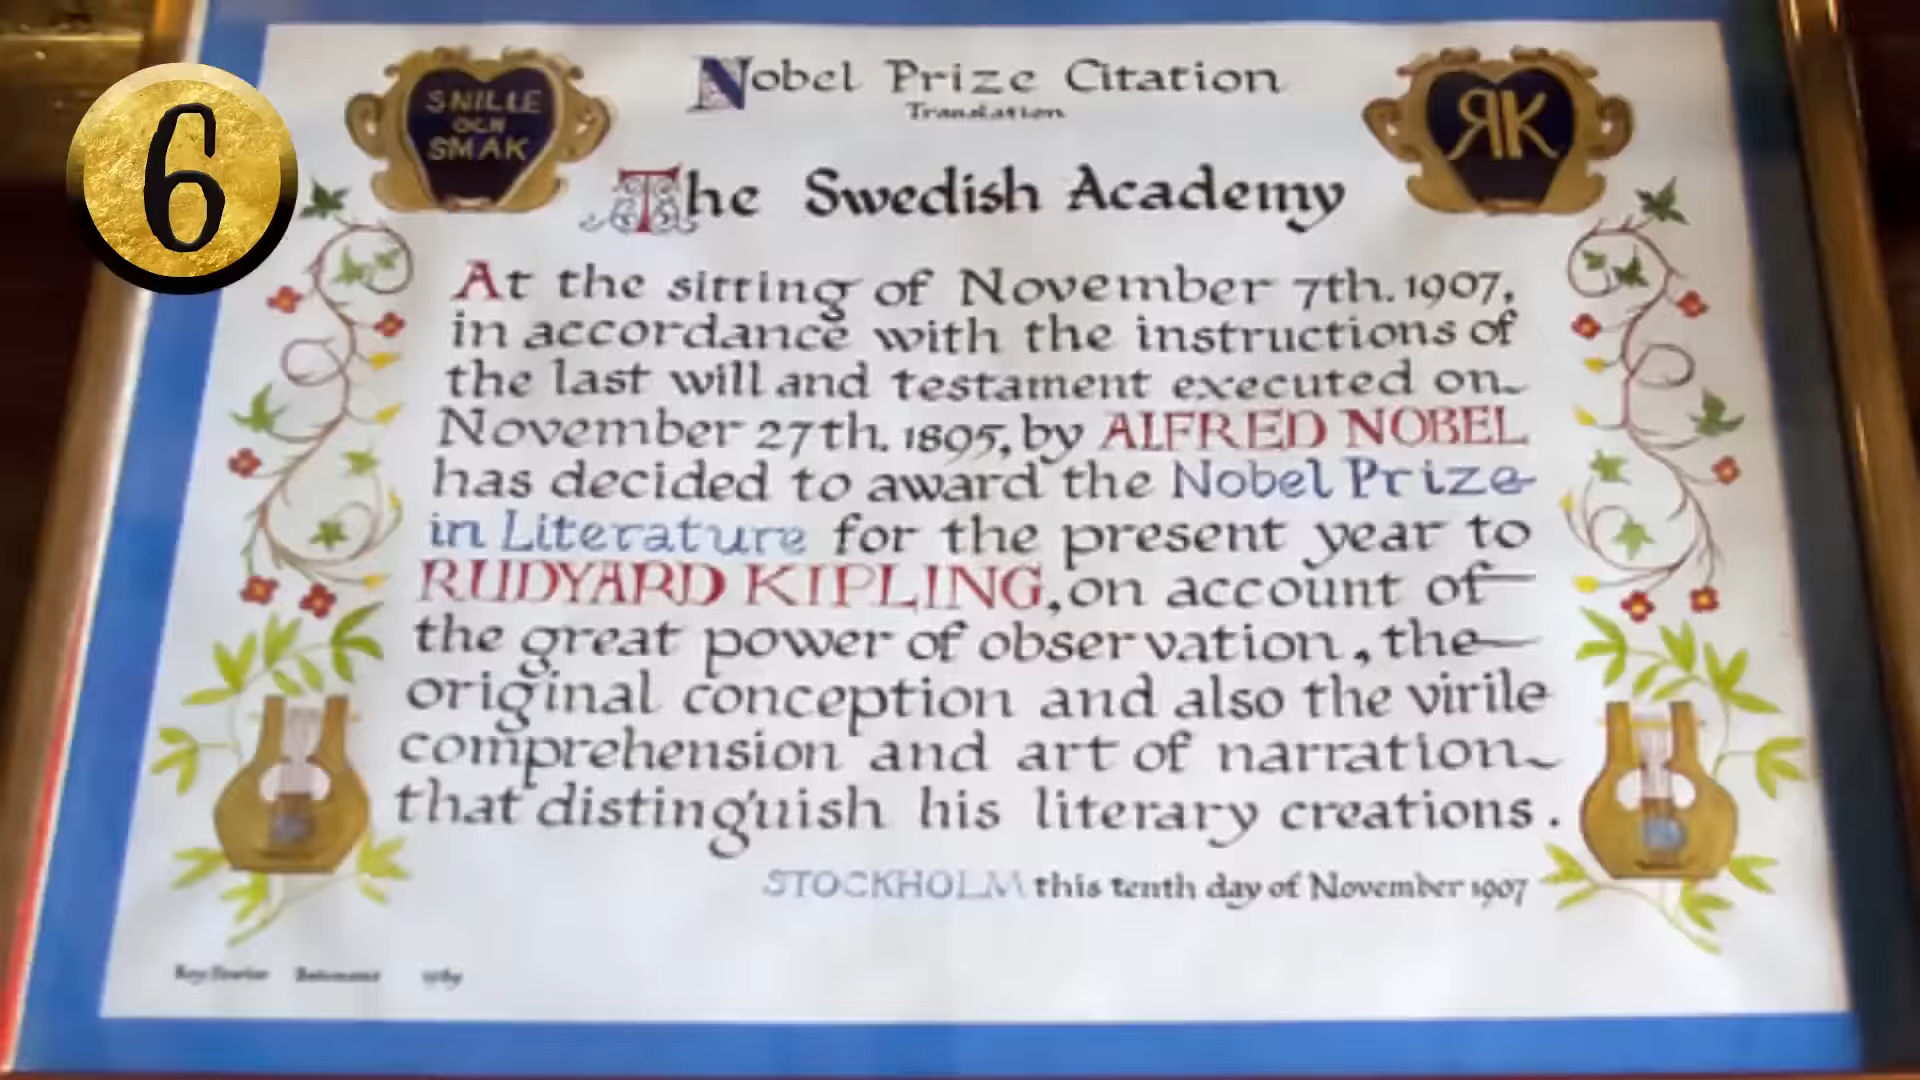 6
SNILLE
OCH
SMAK
Nobel Prize Citation
Translation
RK
The Swedish Academy
At the sitting of November 7th. 1907,
in accordance with the instructions of
the last will and testament executed on
November 27th. 1895, by ALFRED NOBEL
has decided to award the Nobel Prize
in Literature for the present year to
RUDYARD KIPLING, on account of
the great power of observation, the
original conception and also the virile
comprehension and art of narration
that distinguish his literary creations.
STOCKHOLM this tenth day of November 1907